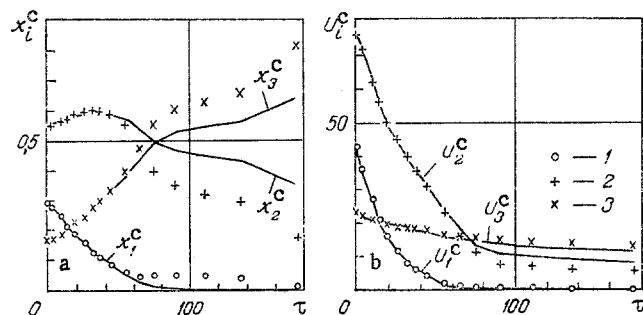 x_i^c
0,5
x_3^c
x_2^c
x_1^c
a
0
100
τ
U_i^c
50
U_2^c
U_3^c
U_1^c
o — 1
+ — 2
× — 3
b
0
100
τ